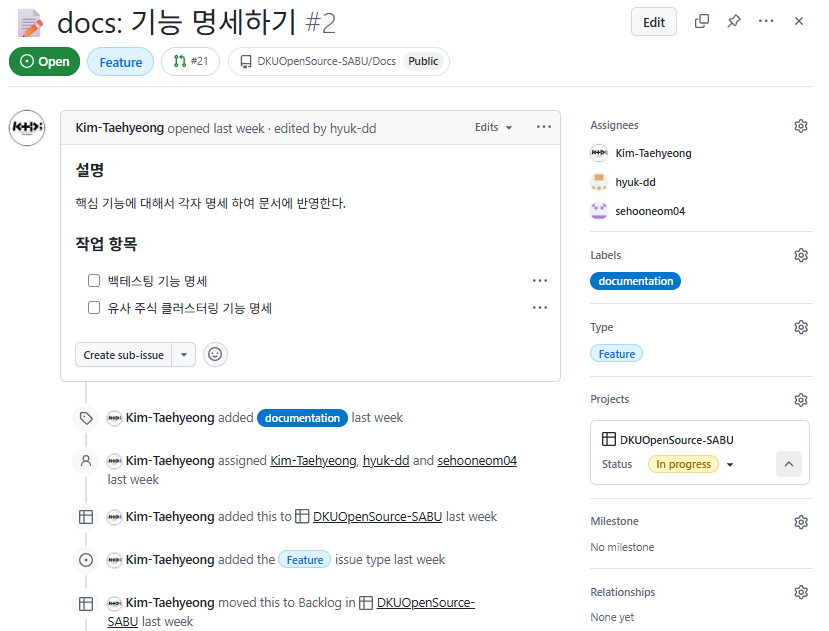 docs: 기능 명세하기 #2
Edit
Open
Feature
#21
DKUOpenSource-SABU/Docs Public
Kim-Taehyeong opened last week · edited by hyuk-dd
Edits
설명
핵심 기능에 대해서 각자 명세 하여 문서에 반영한다.
작업 항목
백테스팅 기능 명세
유사 주식 클러스터링 기능 명세
Create sub-issue
Kim-Taehyeong added documentation last week
Kim-Taehyeong assigned Kim-Taehyeong, hyuk-dd and sehooneom04
last week
Kim-Taehyeong added this to DKUOpenSource-SABU last week
Kim-Taehyeong added the Feature issue type last week
Kim-Taehyeong moved this to Backlog in DKUOpenSource-
SABU last week
Assignees
Kim-Taehyeong
hyuk-dd
sehooneom04
Labels
documentation
Type
Feature
Projects
DKUOpenSource-SABU
Status In progress
Milestone
No milestone
Relationships
None yet